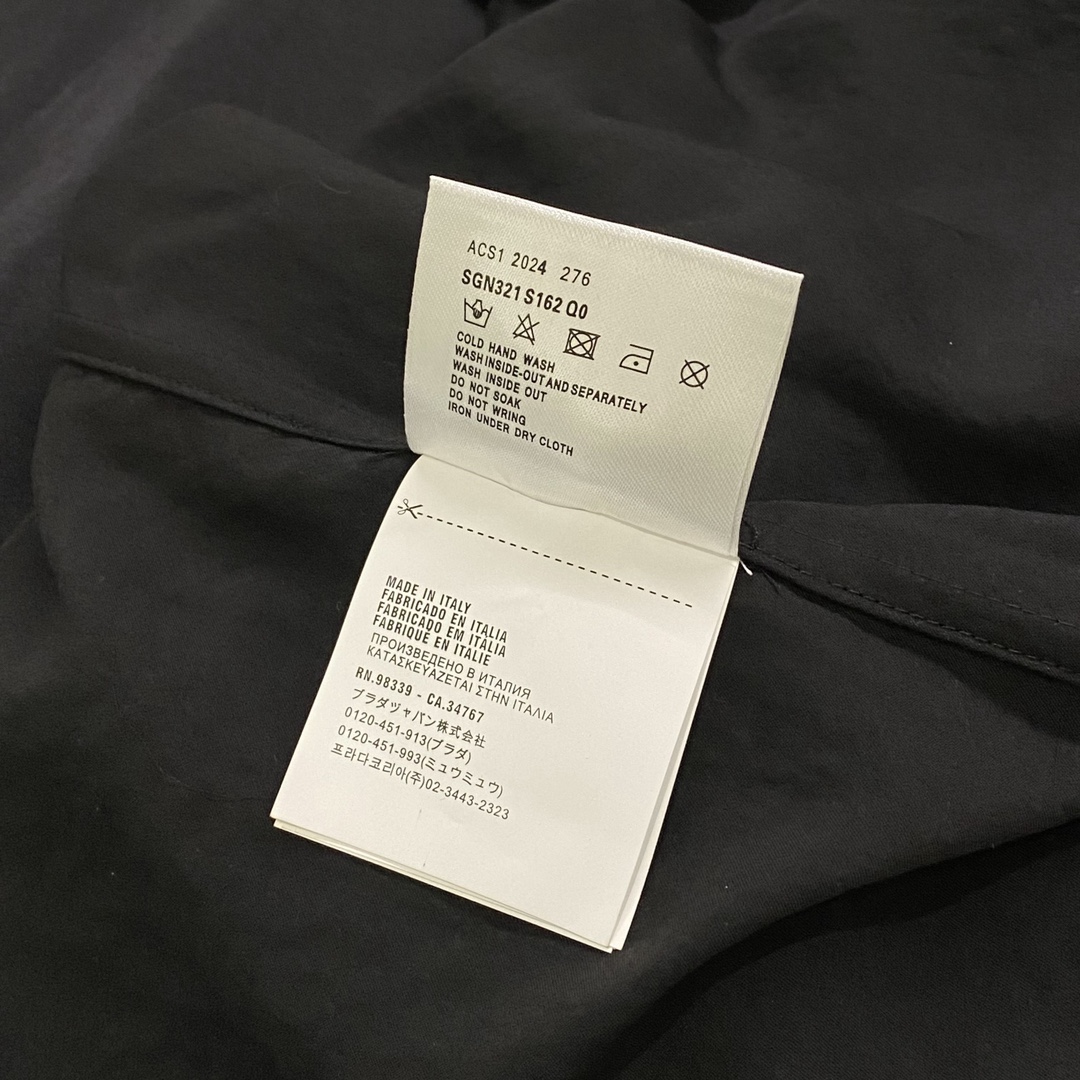 ACS1 2024 276
SGN321 S162 Q0
COLD HAND WASH
WASH INSIDE-OUT AND SEPARATELY
WASH INSIDE OUT
DO NOT SOAK
DO NOT WRING
IRON UNDER DRY CLOTH
MADE IN ITALY
FABRICADO EN ITALIA
FABRICADO EM ITALIA
FABRIQUE EN ITALIE
ПРОИЗВЕДЕНО В ИТАЛИЯ
ΚΑΤΑΣΚΕΥΑΖΕΤΑΙ ΣΤΗΝ ΙΤΑΛΙΑ
RN.98339 - CA.34767
プラダジャパン株式会社
0120-451-913(プラダ)
0120-451-993(ミュウミュウ)
프라다코리아(주)02-3443-2323